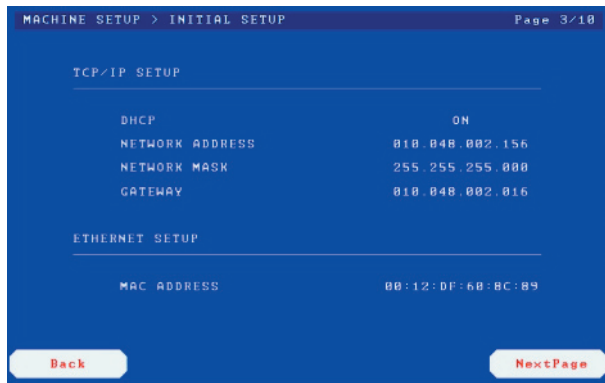 MACHINE SETUP > INITIAL SETUP Page 3/10
TCP/IP SETUP
DHCP ON
NETWORK ADDRESS 010.048.002.156
NETWORK MASK 255.255.255.000
GATEWAY 010.048.002.016
ETHERNET SETUP
MAC ADDRESS 00:12:DF:60:8C:89
Back NextPage